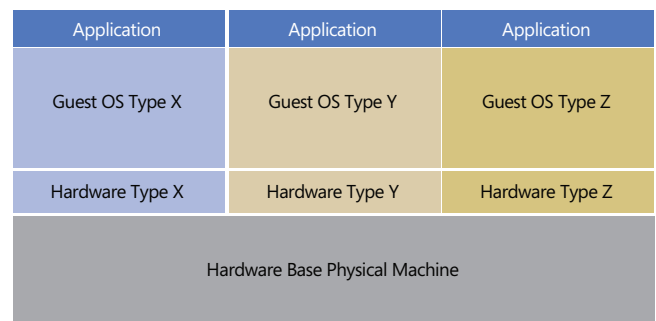 Application
Application
Application
Guest OS Type X
Guest OS Type Y
Guest OS Type Z
Hardware Type X
Hardware Type Y
Hardware Type Z
Hardware Base Physical Machine